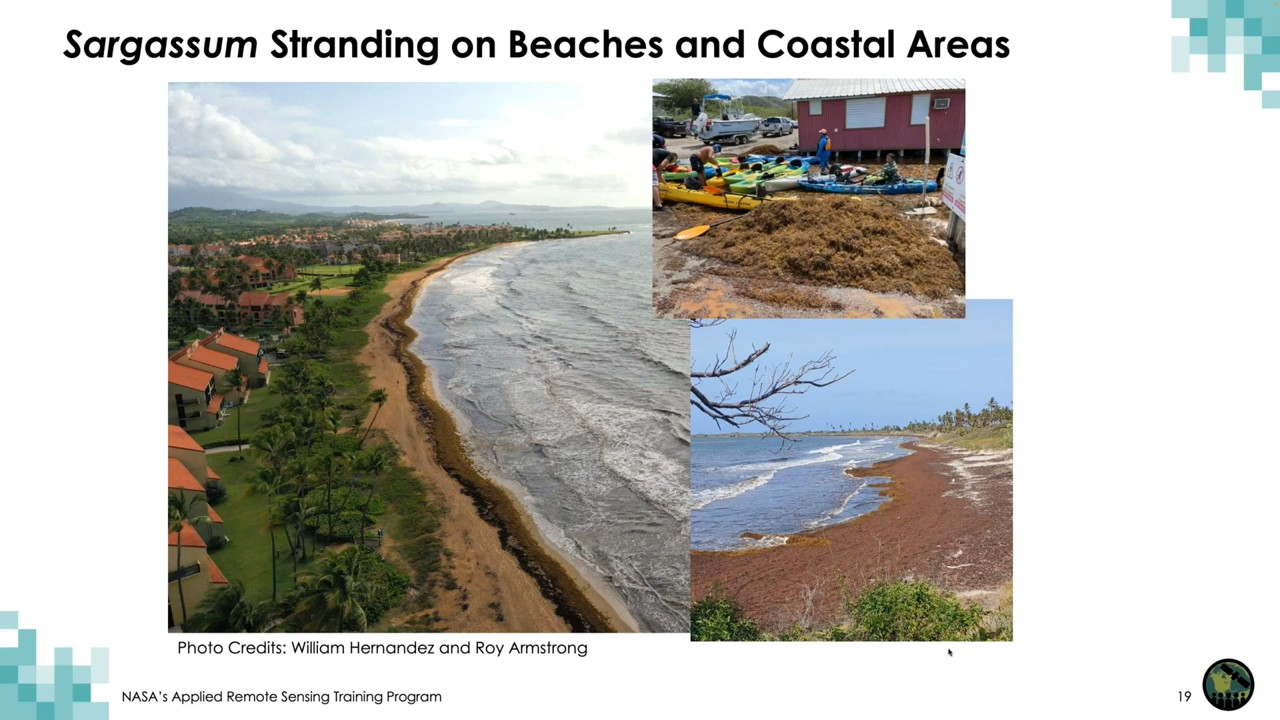 Sargassum Stranding on Beaches and Coastal Areas
Photo Credits: William Hernandez and Roy Armstrong
NASA's Applied Remote Sensing Training Program
19